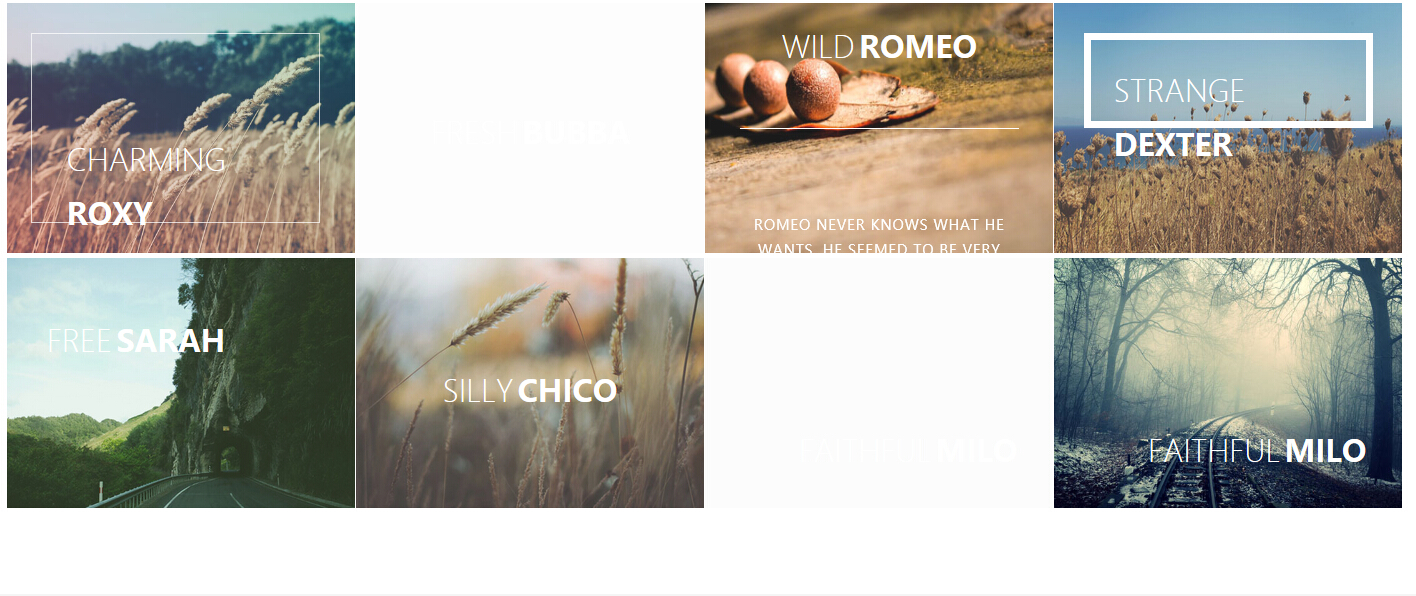 CHARMING
ROXY
BUBBA
WILD ROMEO
ROMEO NEVER KNOWS WHAT HE
WANTS. HE SEEMED TO BE VERY
STRANGE
DEXTER
FREE SARAH
SILLY CHICO
FAITHFUL MILO
FAITHFUL MILO